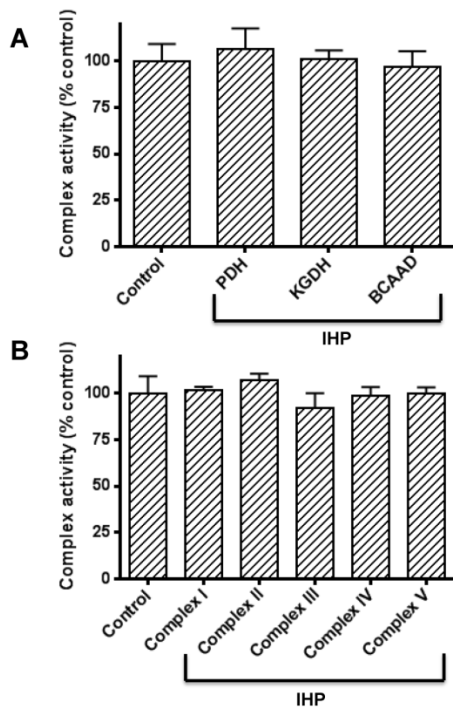 A
Complex activity (% control)
100
75
50
25
0
Control
PDH
KGDH
BCAAD
IHP
B
Complex activity (% control)
100
75
50
25
0
Control
Complex I
Complex II
Complex III
Complex IV
Complex V
IHP